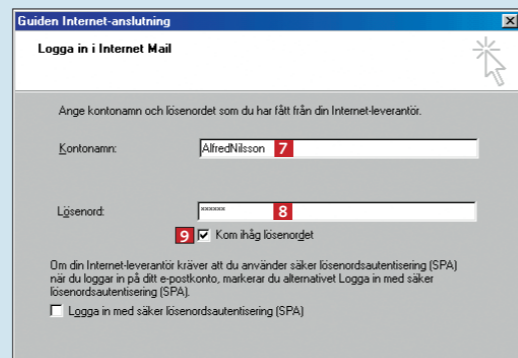 Guiden Internet-anslutning
Logga in i Internet Mail
Ange kontonamn och lösenordet som du har fått från din Internet-leverantör.
Kontonamn: AlfredNilsson 7
Lösenord: ****** 8
9 Kom ihåg lösenordet
Om din Internet-leverantör kräver att du använder säker lösenordsautentisering (SPA)
när du loggar in på ditt e-postkonto, markerar du alternativet Logga in med säker
lösenordsautentisering (SPA).
Logga in med säker lösenordsautentisering (SPA)